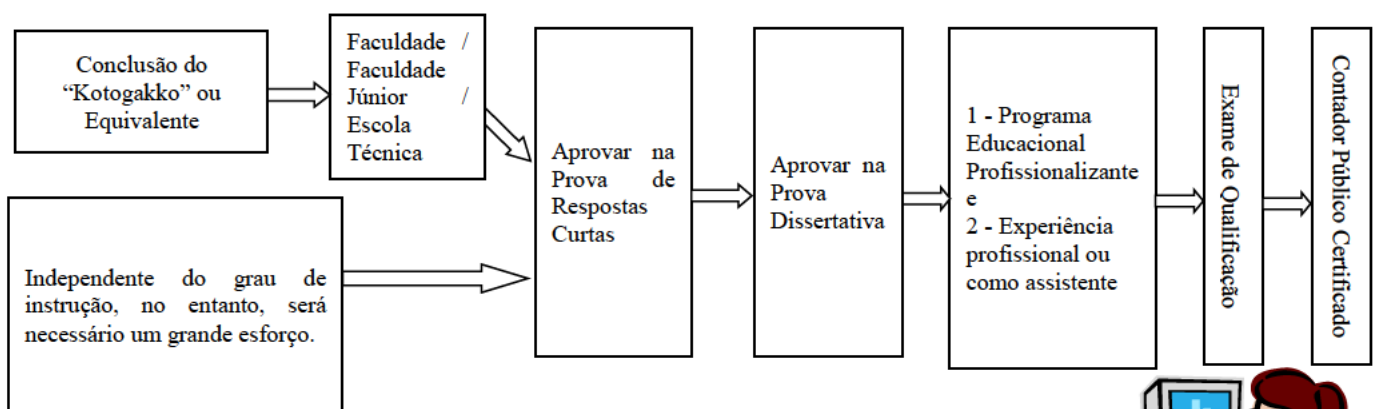 Conclusão do
“Kotogakko” ou
Equivalente
Faculdade /
Faculdade
Júnior /
Escola
Técnica
Independente do grau de
instrução, no entanto, será
necessário um grande esforço.
Aprovar na
Prova de
Respostas
Curtas
Aprovar na
Prova
Dissertativa
1 - Programa
Educacional
Profissionalizante
e
2 - Experiência
profissional ou
como assistente
Exame de Qualificação
Contador Público Certificado